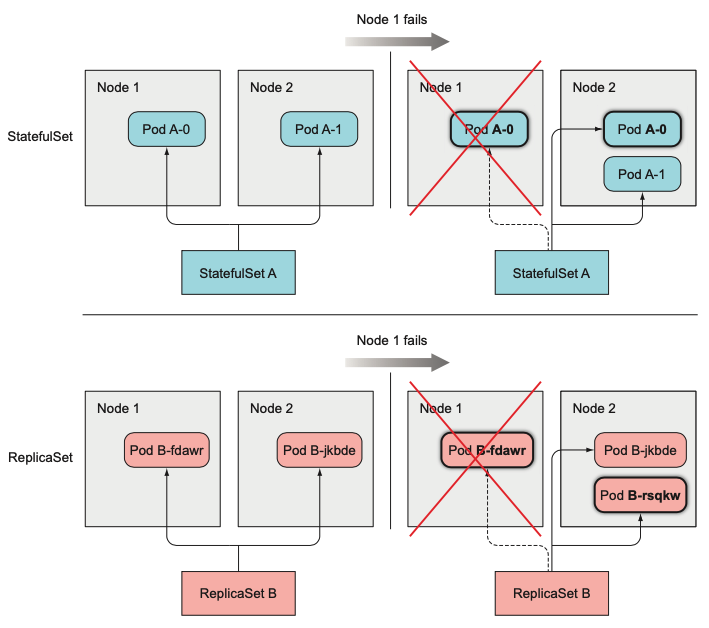 Node 1 fails
Node 1
Node 2
Node 1
Node 2
StatefulSet
Pod A-0
Pod A-1
Pod A-0
Pod A-0
Pod A-1
StatefulSet A
StatefulSet A
Node 1 fails
Node 1
Node 2
Node 1
Node 2
ReplicaSet
Pod B-fdawr
Pod B-jkbde
Pod B-fdawr
Pod B-jkbde
Pod B-rsqkw
ReplicaSet B
ReplicaSet B